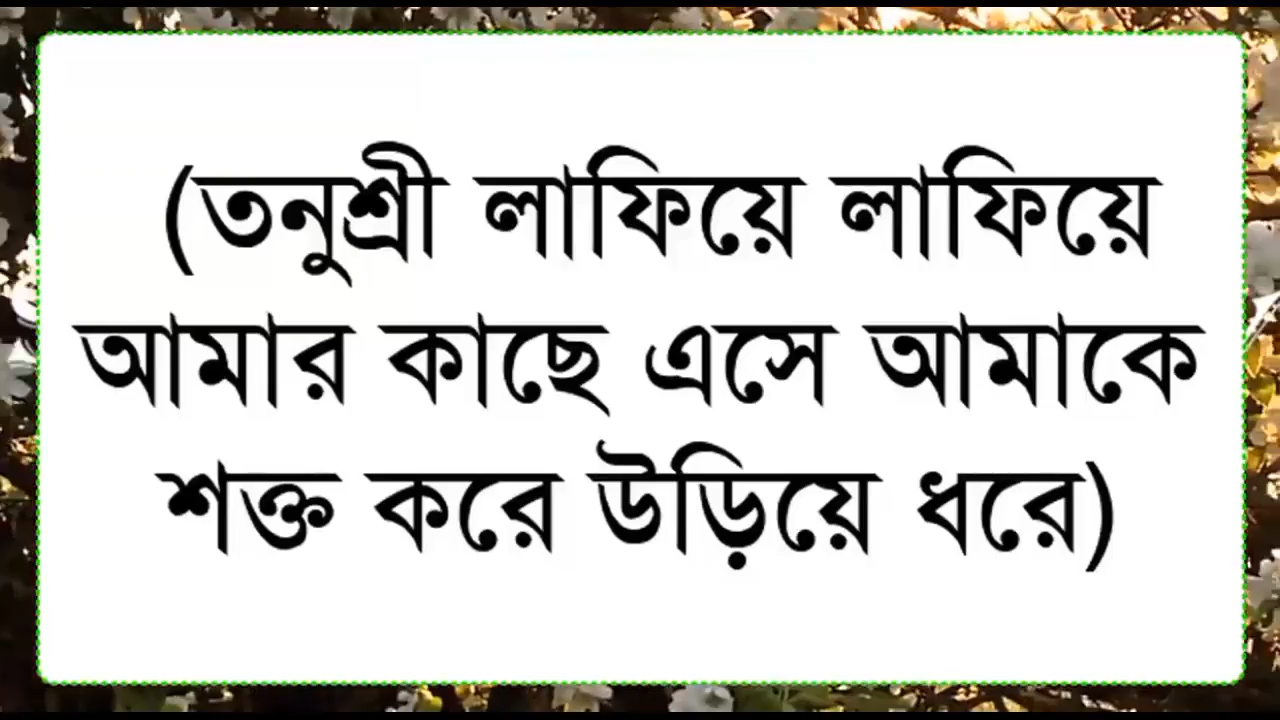 (তনুশ্রী লাফিয়ে লাফিয়ে
আমার কাছে এসে আমাকে
শক্ত করে উড়িয়ে ধরে)